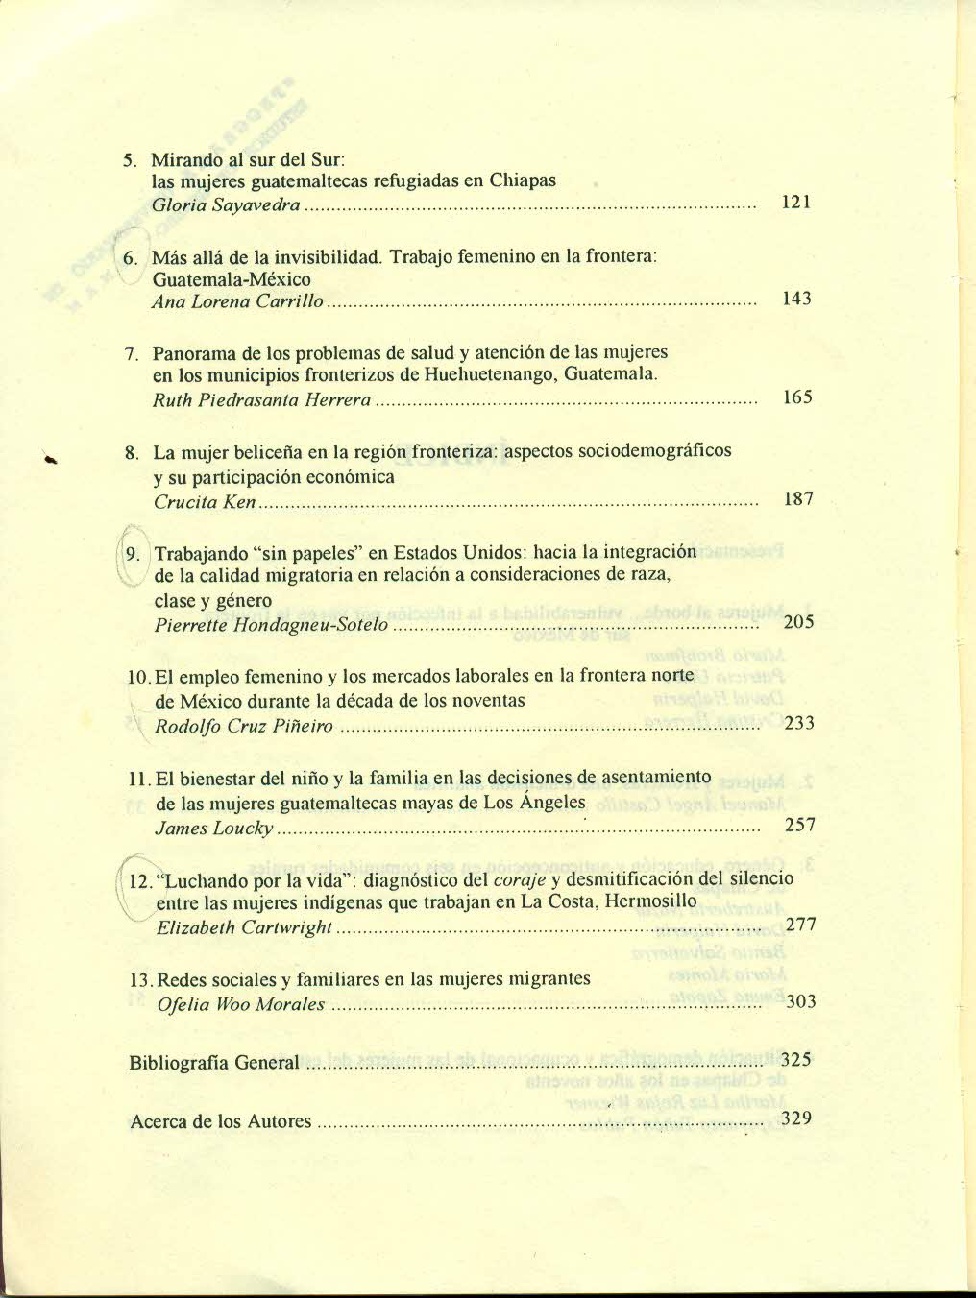 5. Mirando al sur del Sur:
las mujeres guatemaltecas refugiadas en Chiapas
Gloria Sayavedra ........ 121
6. Más allá de la invisibilidad. Trabajo femenino en la frontera:
Guatemala-México
Ana Lorena Carrillo ........ 143
7. Panorama de los problemas de salud y atención de las mujeres
en los municipios fronterizos de Huehuetenango, Guatemala.
Ruth Piedrasanta Herrera ........ 165
8. La mujer beliceña en la región fronteriza: aspectos sociodemográficos
y su participación económica
Crucita Ken ........ 187
9. Trabajando “sin papeles” en Estados Unidos: hacia la integración
de la calidad migratoria en relación a consideraciones de raza,
clase y género
Pierrette Hondagneu-Sotelo ........ 205
10. El empleo femenino y los mercados laborales en la frontera norte
de México durante la década de los noventas
Rodolfo Cruz Piñeiro ........ 233
11. El bienestar del niño y la familia en las decisiones de asentamiento
de las mujeres guatemaltecas mayas de Los Ángeles
James Loucky ........ 257
12. “Luchando por la vida”: diagnóstico del coraje y desmitificación del silencio
entre las mujeres indígenas que trabajan en La Costa, Hermosillo
Elizabeth Cartwright ........ 277
13. Redes sociales y familiares en las mujeres migrantes
Ofelia Woo Morales ........ 303
Bibliografía General ........ 325
Acerca de los Autores ........ 329